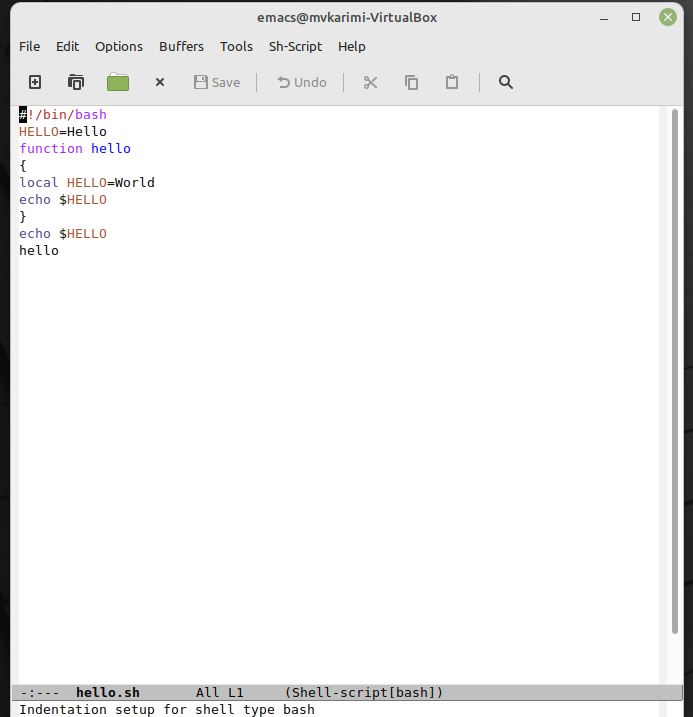 emacs@mvkarimi-VirtualBox
File Edit Options Buffers Tools Sh-Script Help
Save Undo
#!/bin/bash
HELLO=Hello
function hello
{
local HELLO=World
echo $HELLO
}
echo $HELLO
hello
-:--- hello.sh All L1 (Shell-script[bash])
Indentation setup for shell type bash